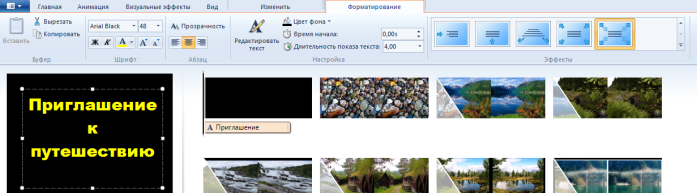 Главная Анимация Визуальные эффекты Вид Изменить Форматирование
Вставить
Вырезать
Копировать
Буфер
Arial Black 48
Ж К А A A
Шрифт
Прозрачность
Абзац
Редактировать
текст
Цвет фона
Время начала: 0,00s
Длительность показа текста: 4,00
Настройка
Эффекты
Приглашение
к
путешествию
A Приглашение